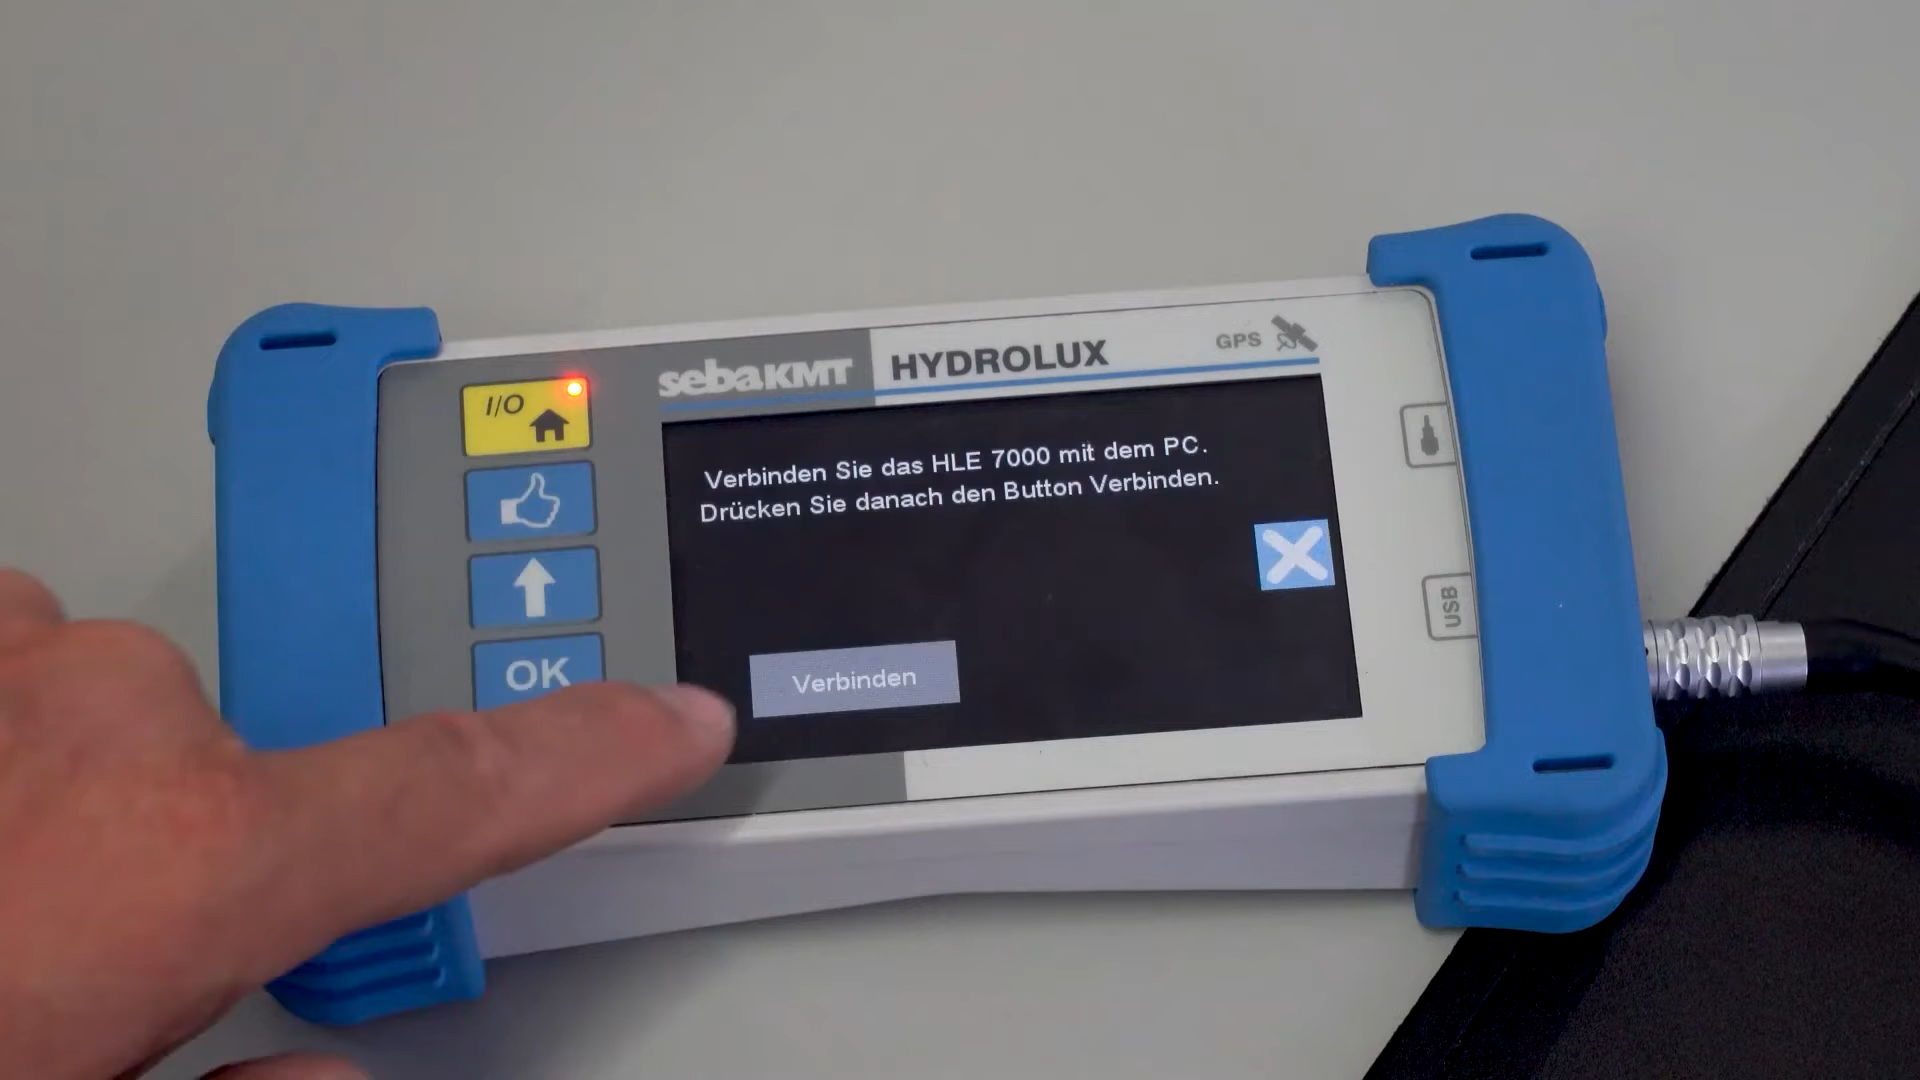 sebaKMT HYDROLUX GPS
I/O
Verbinden Sie das HLE 7000 mit dem PC.
Drücken Sie danach den Button Verbinden.
USB
OK
Verbinden